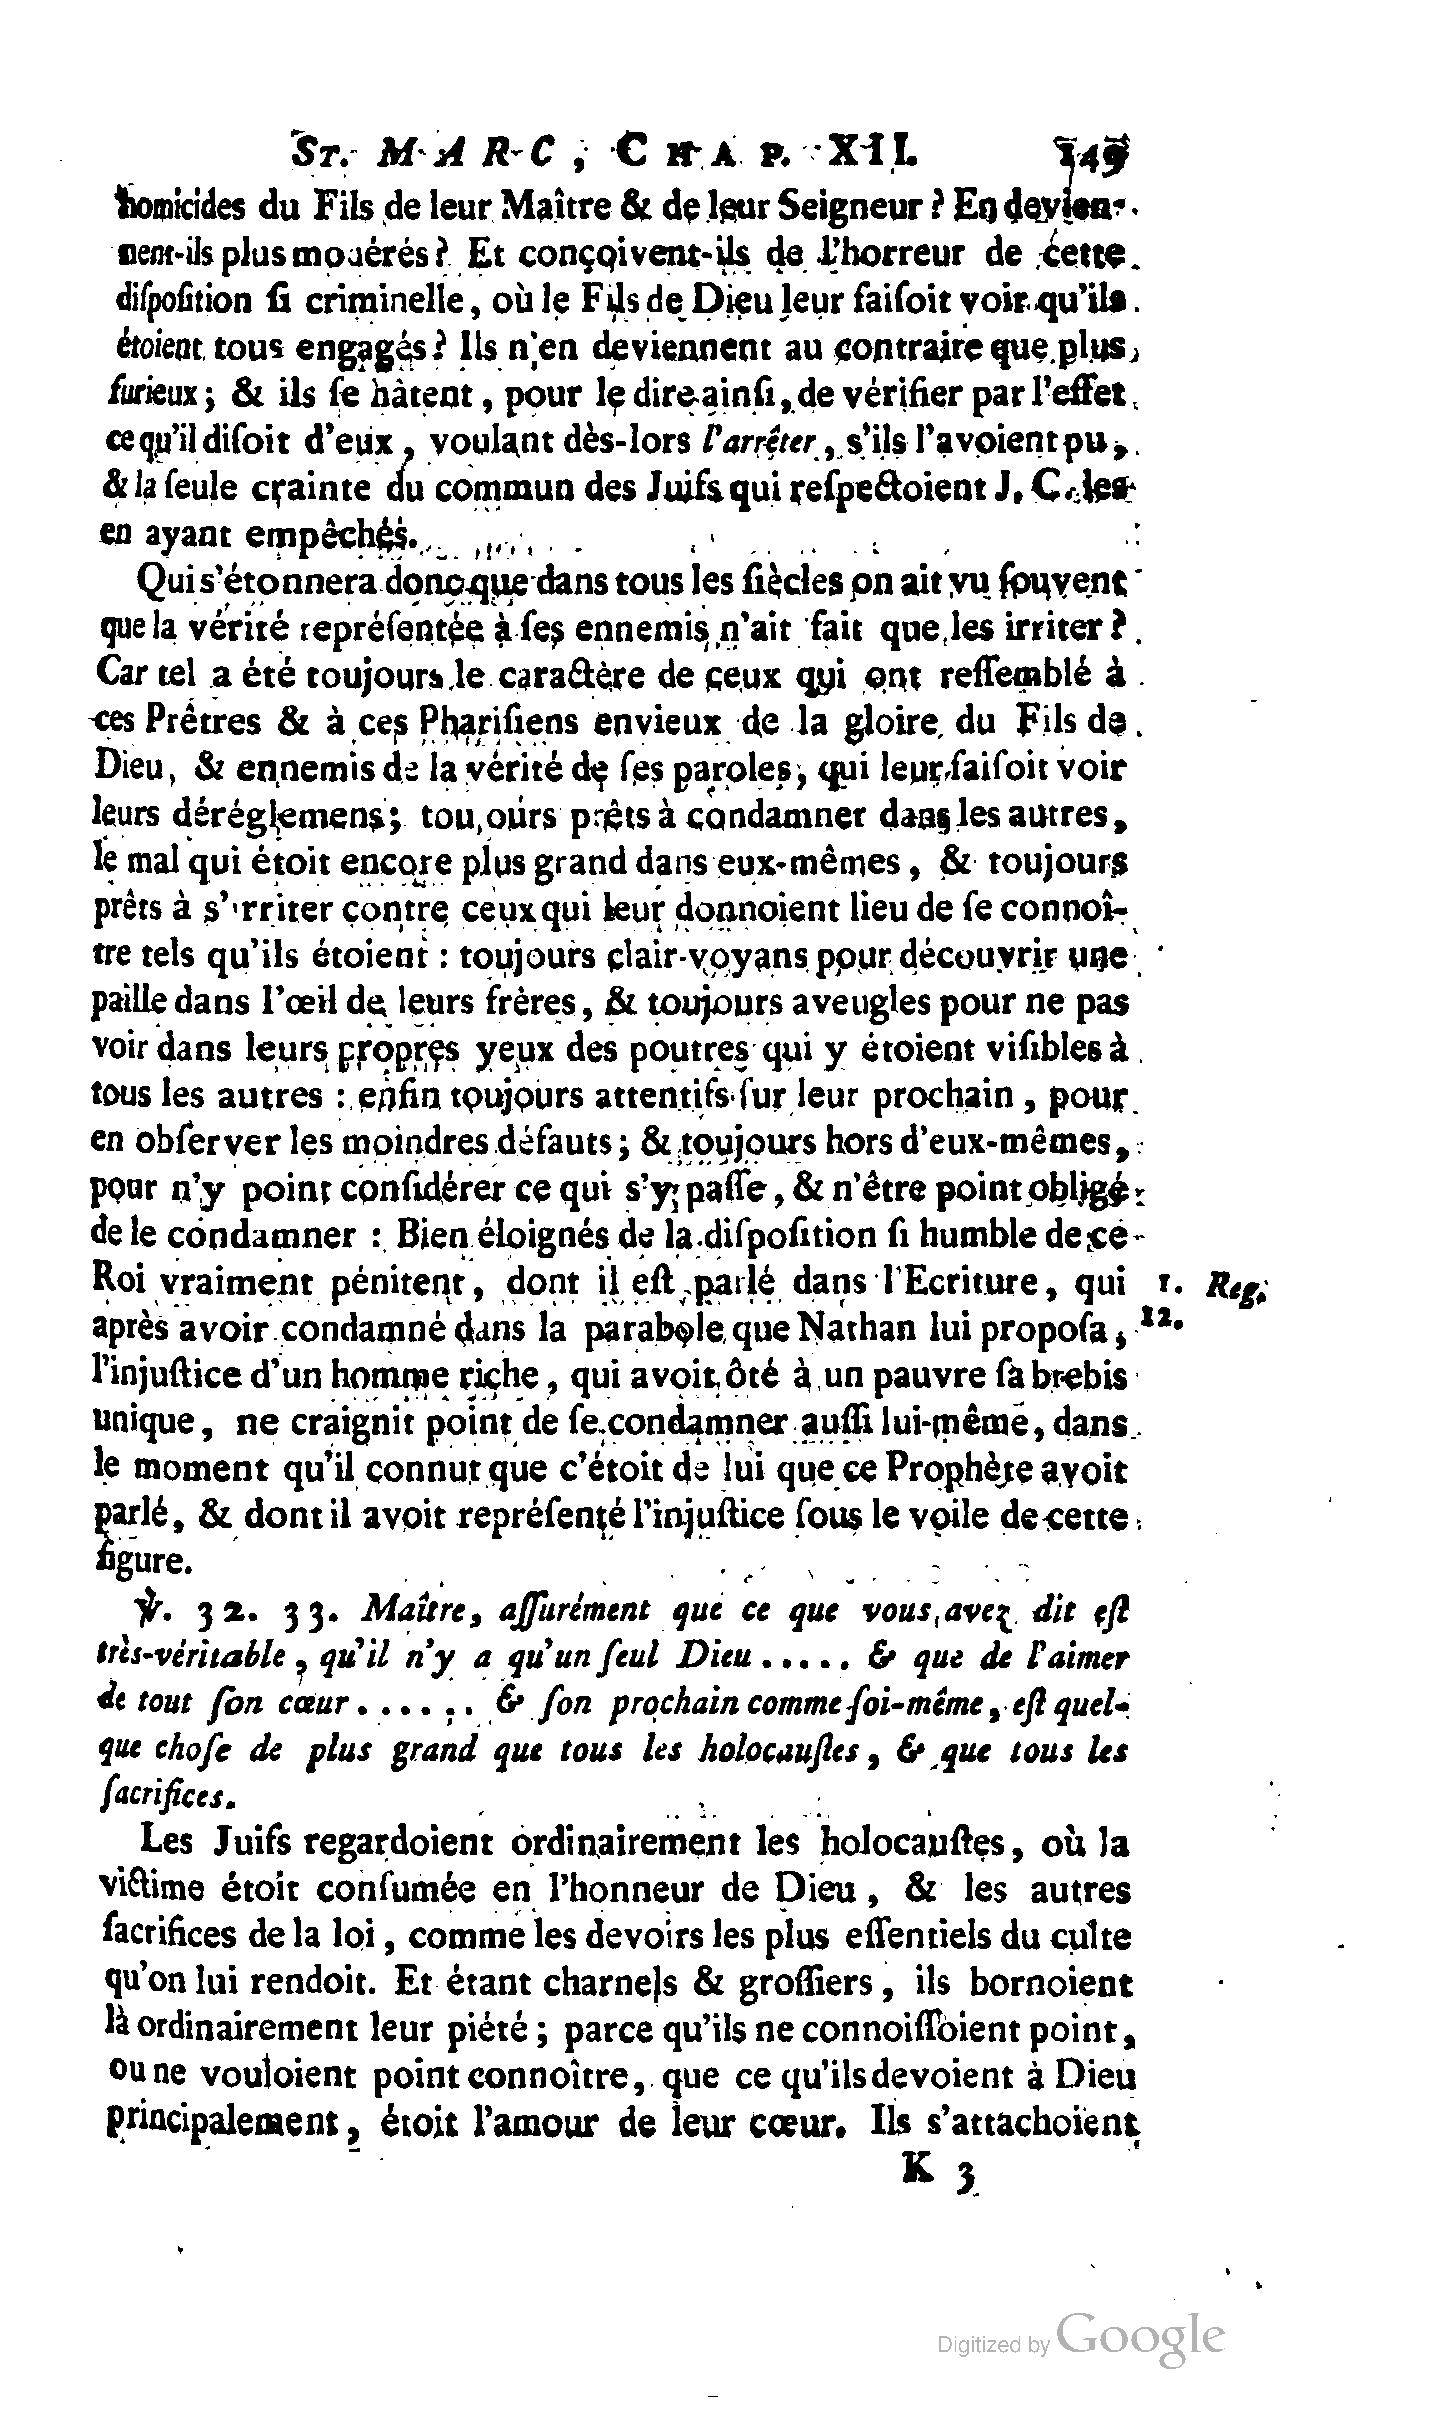 St. MARC, CHAP. XII. 149
homicides du Fils de leur Maître & de leur Seigneur ? En devien-
nent-ils plus modérés ? Et conçoivent-ils de l'horreur de cette
diſpoſition ſi criminelle, où le Fils de Dieu leur faiſoit voir qu'ils
étoient tous engagés ? Ils n'en deviennent au contraire que plus
furieux ; & ils ſe hâtent, pour le dire ainſi, de vérifier par l'effet
ce qu'il diſoit d'eux, voulant dès-lors l'arrêter, s'ils l'avoient pu,
& la ſeule crainte du commun des Juifs qui reſpectoient J. C. les
en ayant empêchés.
Qui s'étonnera donc que dans tous les ſiècles on ait vu ſouvent
que la vérité repréſentée à ſes ennemis n'ait fait que les irriter ?
Car tel a été toujours le caractère de ceux qui ont reſſemblé à
ces Prêtres & à ces Phariſiens envieux de la gloire du Fils de
Dieu, & ennemis de la vérité de ſes paroles, qui leur faiſoit voir
leurs déréglemens ; toujours prêts à condamner dans les autres,
le mal qui étoit encore plus grand dans eux-mêmes, & toujours
prêts à s'irriter contre ceux qui leur donnoient lieu de ſe connoî-
tre tels qu'ils étoient : toujours clair-voyans pour découvrir une
paille dans l'œil de leurs frères, & toujours aveugles pour ne pas
voir dans leurs propres yeux des poutres qui y étoient viſibles à
tous les autres : enfin toujours attentifs ſur leur prochain, pour
en obſerver les moindres défauts ; & toujours hors d'eux-mêmes,
pour n'y point conſidérer ce qui s'y paſſe, & n'être point obligé
de le condamner : Bien éloignés de la diſpoſition ſi humble de ce
Roi vraiment pénitent, dont il eſt parlé dans l'Ecriture, qui 1. Reg.
après avoir condamné dans la parabole que Nathan lui propoſa, 12.
l'injuſtice d'un homme riche, qui avoit ôté à un pauvre ſa brebis
unique, ne craignit point de ſe condamner auſſi lui-même, dans
le moment qu'il connut que c'étoit de lui que ce Prophète avoit
parlé, & dont il avoit repréſenté l'injuſtice ſous le voile de cette
figure.
℣. 32. 33. Maître, aſſurément que ce que vous avez dit eſt
très-véritable, qu'il n'y a qu'un ſeul Dieu ..... & que de l'aimer
de tout ſon cœur ...... & ſon prochain comme ſoi-même, eſt quel-
que choſe de plus grand que tous les holocauſtes, & que tous les
ſacrifices.
Les Juifs regardoient ordinairement les holocauſtes, où la
victime étoit conſumée en l'honneur de Dieu, & les autres
ſacrifices de la loi, comme les devoirs les plus eſſentiels du culte
qu'on lui rendoit. Et étant charnels & groſſiers, ils bornoient
là ordinairement leur piété ; parce qu'ils ne connoiſſoient point,
ou ne vouloient point connoître, que ce qu'ils devoient à Dieu
principalement, étoit l'amour de leur cœur. Ils s'attachoient
K 3
Digitized by Google